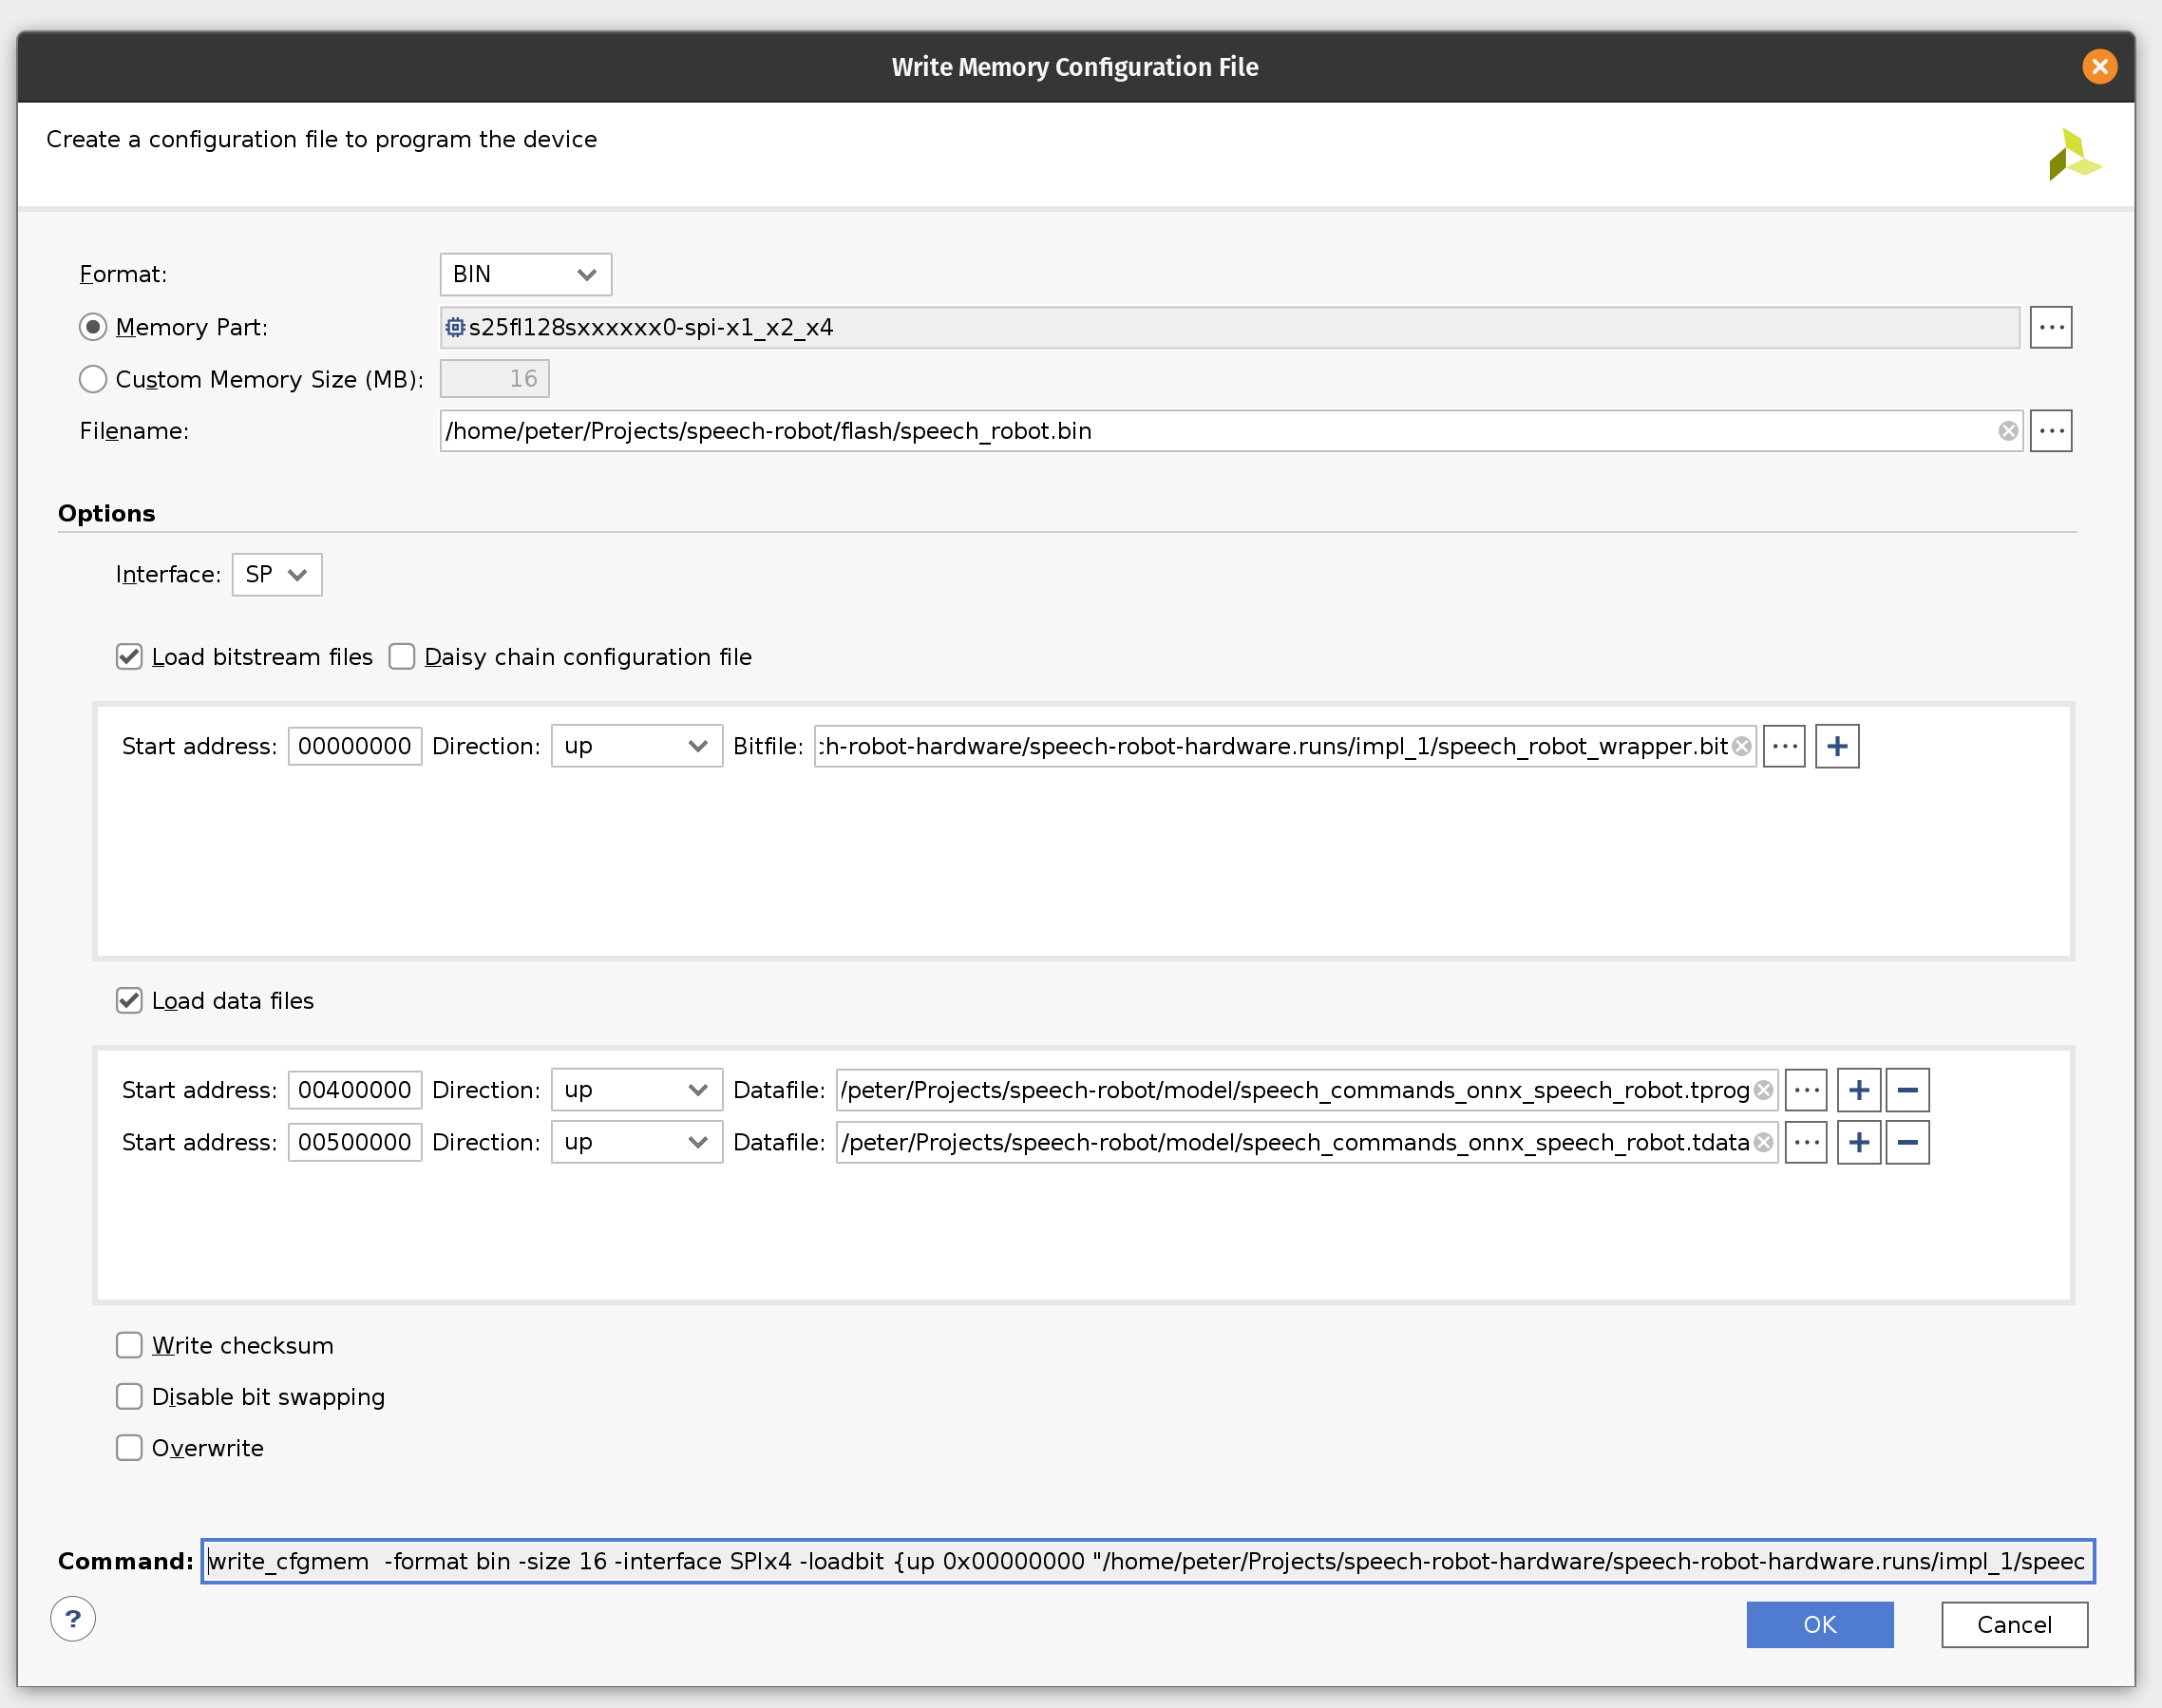 Write Memory Configuration File
Create a configuration file to program the device
Format: BIN
Memory Part: s25fl128sxxxxxx0-spi-x1_x2_x4
Custom Memory Size (MB): 16
Filename: /home/peter/Projects/speech-robot/flash/speech_robot.bin
Options
Interface: SP
Load bitstream files Daisy chain configuration file
Start address: 00000000 Direction: up Bitfile: :h-robot-hardware/speech-robot-hardware.runs/impl_1/speech_robot_wrapper.bit
Load data files
Start address: 00400000 Direction: up Datafile: /peter/Projects/speech-robot/model/speech_commands_onnx_speech_robot.tprog
Start address: 00500000 Direction: up Datafile: /peter/Projects/speech-robot/model/speech_commands_onnx_speech_robot.tdata
Write checksum
Disable bit swapping
Overwrite
Command: write_cfgmem  -format bin -size 16 -interface SPIx4 -loadbit {up 0x00000000 "/home/peter/Projects/speech-robot-hardware/speech-robot-hardware.runs/impl_1/speec
? OK Cancel